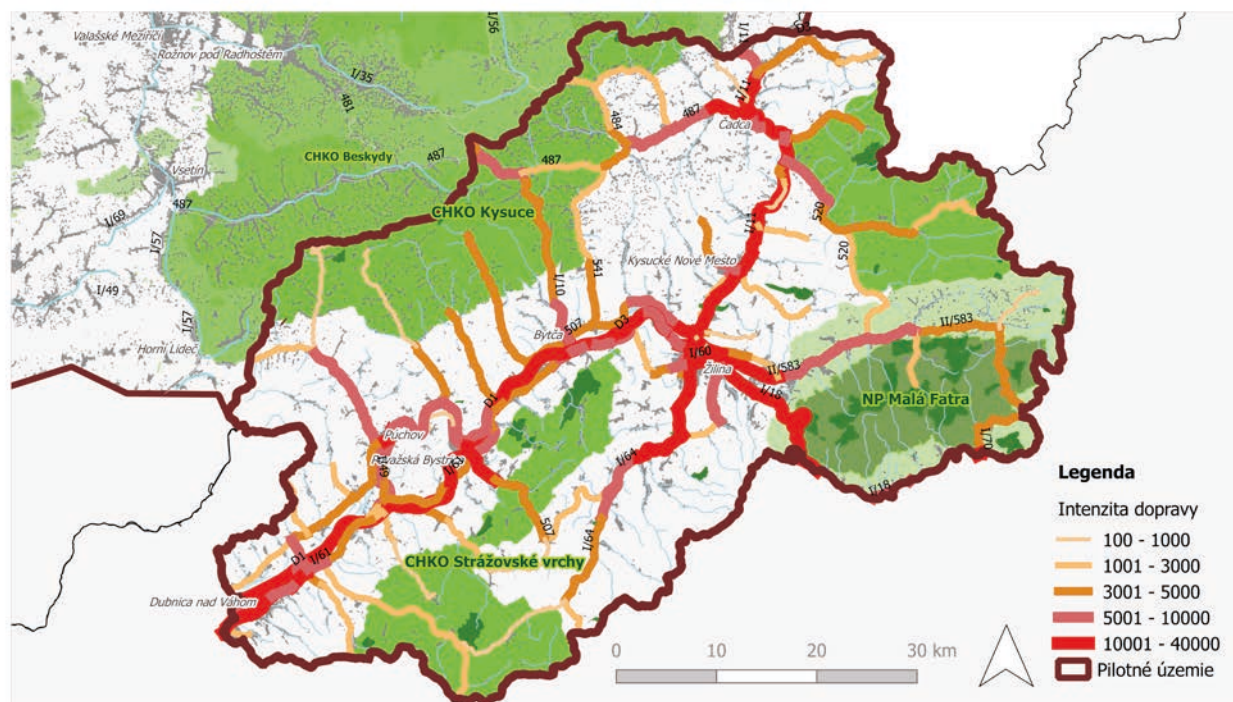 I/56
I/1
D3
Valašské Meziříčí
Rožnov pod Radhoštěm
I/35
481
I/11
487
484
Čadca
CHKO Beskydy
487
487
Vsetín
487
CHKO Kysuce
I/69
I/57
520
I/11
520
Kysucké Nové Mesto
541
I/10
I/49
I/57
D3
507
II/583
Bytča
Horní Lideč
I/60
Žilina
II/583
I/18
NP Malá Fatra
D1
Púchov
I/70
Považská Bystrica
I/64
I/18
507
I/64
CHKO Strážovské vrchy
D1
I/61
Dubnica nad Váhom
0 10 20 30 km
Legenda
Intenzita dopravy
100 - 1000
1001 - 3000
3001 - 5000
5001 - 10000
10001 - 40000
Pilotné územie